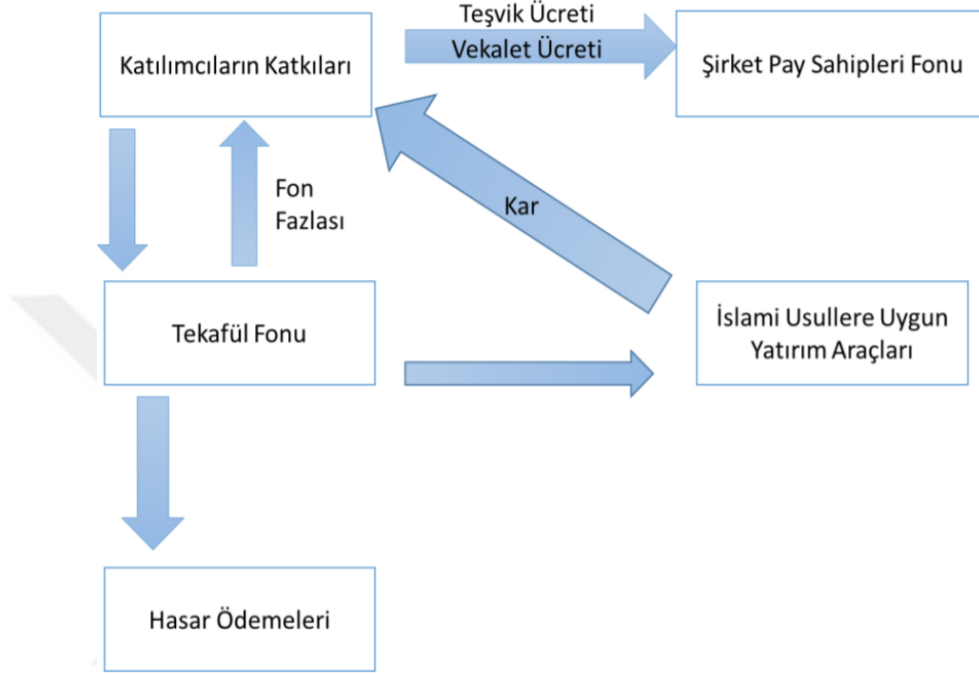 Teşvik Ücreti
Katılımcıların Katkıları
Vekalet Ücreti
Şirket Pay Sahipleri Fonu
Fon
Fazlası
Kar
Tekafül Fonu
İslami Usullere Uygun
Yatırım Araçları
Hasar Ödemeleri